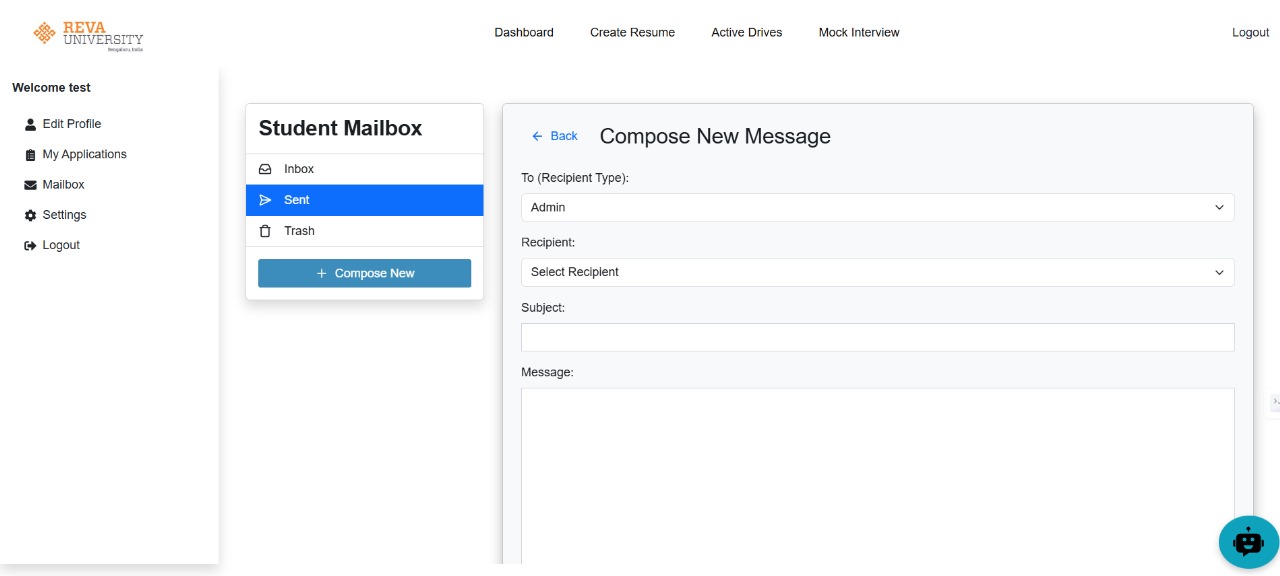 REVA
UNIVERSITY
Bengaluru, India
Dashboard
Create Resume
Active Drives
Mock Interview
Logout
Welcome test
Edit Profile
My Applications
Mailbox
Settings
Logout
Student Mailbox
Inbox
Sent
Trash
+ Compose New
← Back
Compose New Message
To (Recipient Type):
Admin
Recipient:
Select Recipient
Subject:
Message: